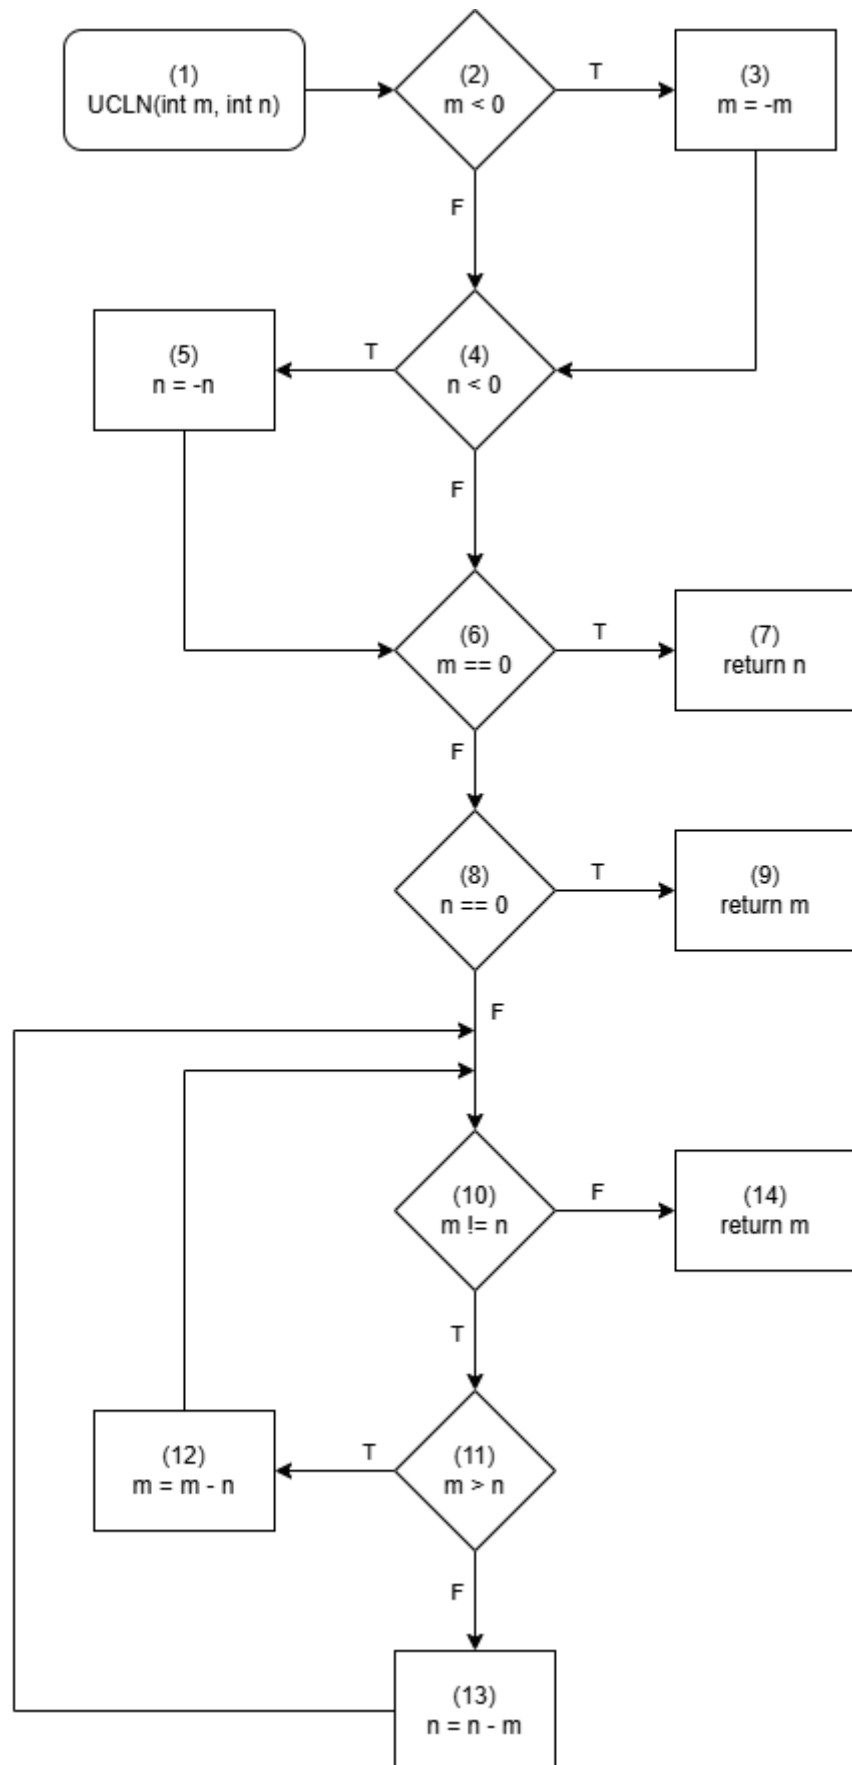 (1)
UCLN(int m, int n)
(2)
m < 0
T
(3)
m = -m
F
(5)
n = -n
T
(4)
n < 0
F
(6)
m == 0
T
(7)
return n
F
(8)
n == 0
T
(9)
return m
F
(10)
m != n
F
(14)
return m
T
(12)
m = m - n
T
(11)
m > n
F
(13)
n = n - m